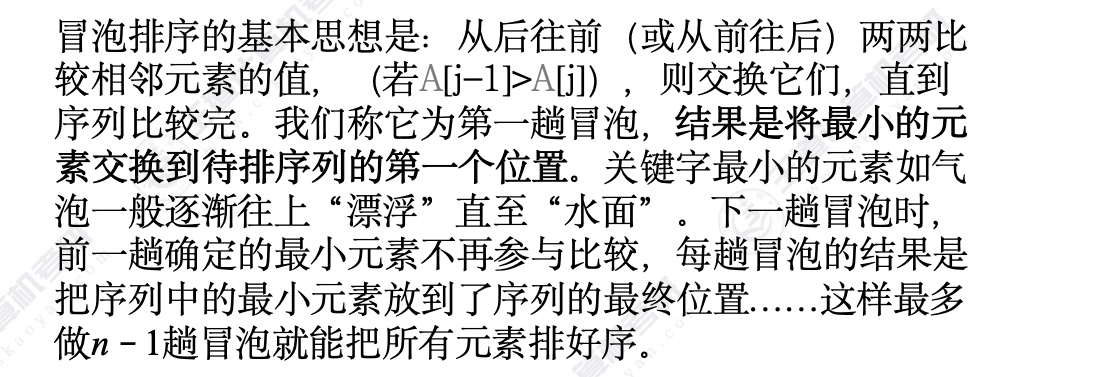 冒泡排序的基本思想是：从后往前（或从前往后）两两比
较相邻元素的值，（若A[j-1]>A[j]），则交换它们，直到
序列比较完。我们称它为第一趟冒泡，结果是将最小的元
素交换到待排序列的第一个位置。关键字最小的元素如气
泡一般逐渐往上“漂浮”直至“水面”。下一趟冒泡时，
前一趟确定的最小元素不再参与比较，每趟冒泡的结果是
把序列中的最小元素放到了序列的最终位置……这样最多
做n－1趟冒泡就能把所有元素排好序。